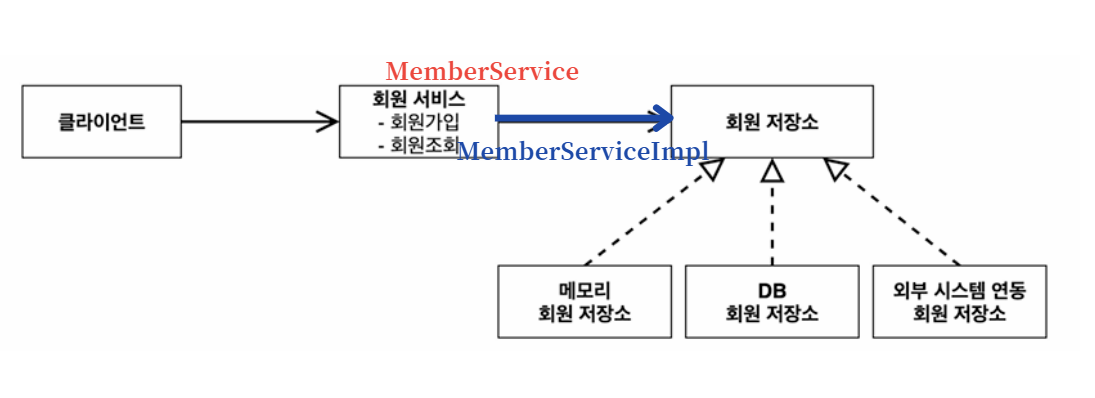 MemberService
클라이언트
회원 서비스
- 회원가입
- 회원조회
MemberServiceImpl
회원 저장소
메모리
회원 저장소
DB
회원 저장소
외부 시스템 연동
회원 저장소